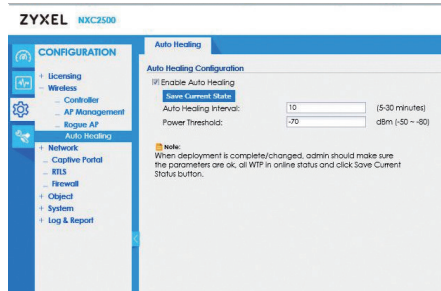 ZYXEL NXC2500
CONFIGURATION
+ Licensing
− Wireless
... Controller
... AP Management
... Rogue AP
Auto Healing
+ Network
... Captive Portal
... RTLS
... Firewall
+ Object
+ System
+ Log & Report
Auto Healing
Auto Healing Configuration
Enable Auto Healing
Save Current State
Auto Healing Interval: 10 (5-30 minutes)
Power Threshold: -70 dBm (-50 ~ -80)
Note:
When deployment is complete/changed, admin should make sure
the parameters are ok, all WTP in online status and click Save Current
Status button.